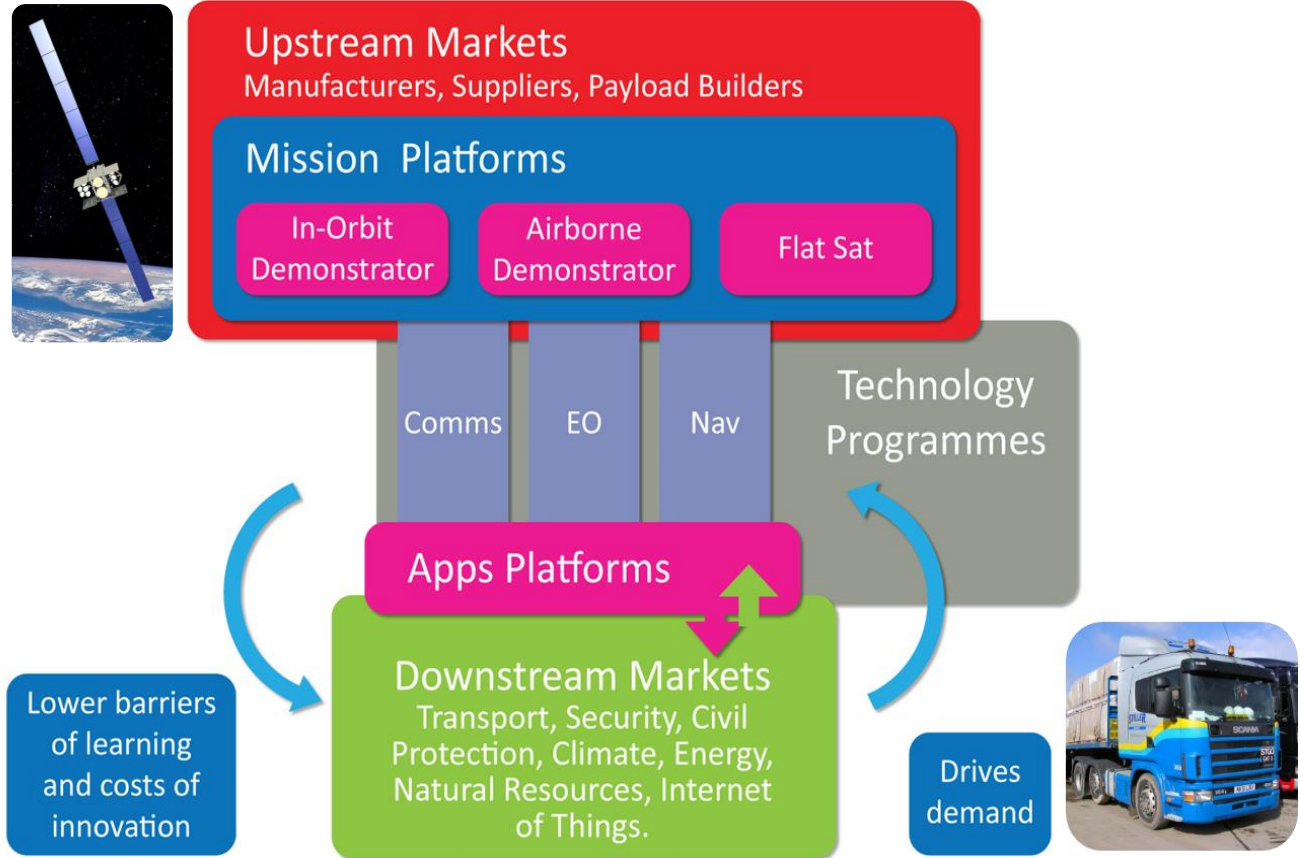 Upstream Markets
Manufacturers, Suppliers, Payload Builders
Mission Platforms
In-Orbit
Demonstrator
Airborne
Demonstrator
Flat Sat
Technology
Programmes
Comms
EO
Nav
Apps Platforms
Downstream Markets
Transport, Security, Civil
Protection, Climate, Energy,
Natural Resources, Internet
of Things.
Lower barriers
of learning
and costs of
innovation
Drives
demand
SCANIA
STGO